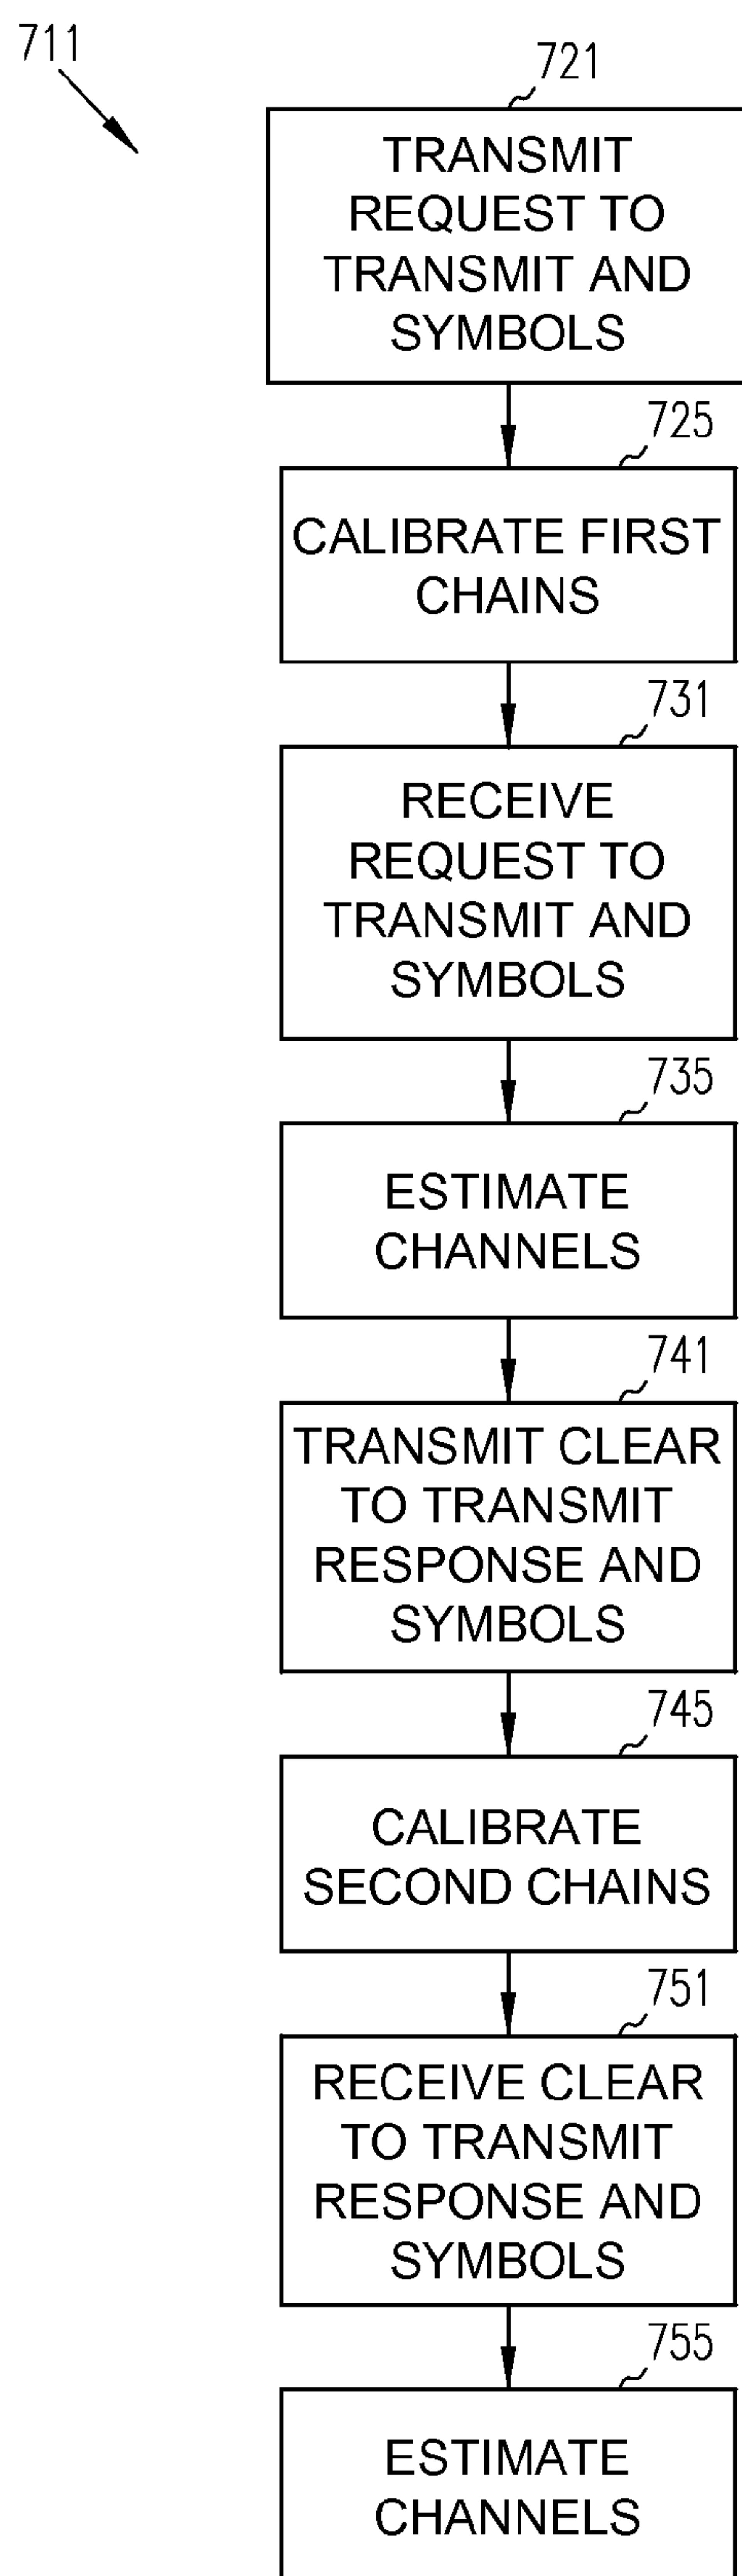 711
721
TRANSMIT
REQUEST TO
TRANSMIT AND
SYMBOLS
725
CALIBRATE FIRST
CHAINS
731
RECEIVE
REQUEST TO
TRANSMIT AND
SYMBOLS
735
ESTIMATE
CHANNELS
741
TRANSMIT CLEAR
TO TRANSMIT
RESPONSE AND
SYMBOLS
745
CALIBRATE
SECOND CHAINS
751
RECEIVE CLEAR
TO TRANSMIT
RESPONSE AND
SYMBOLS
755
ESTIMATE
CHANNELS